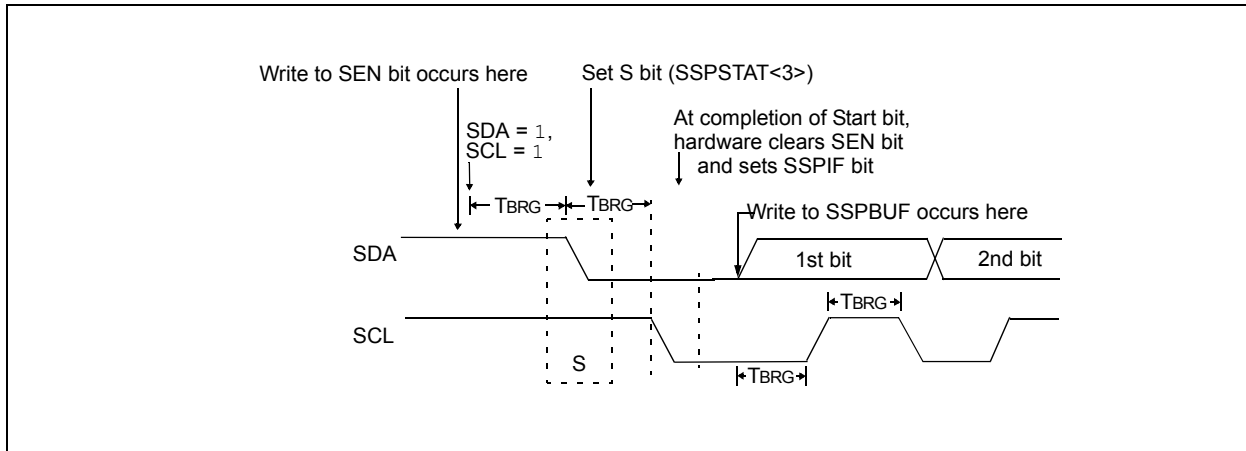 Write to SEN bit occurs here
Set S bit (SSPSTAT<3>)
SDA = 1,
SCL = 1
At completion of Start bit,
hardware clears SEN bit
and sets SSPIF bit
TBRG
TBRG
Write to SSPBUF occurs here
SDA
1st bit
2nd bit
TBRG
SCL
S
TBRG